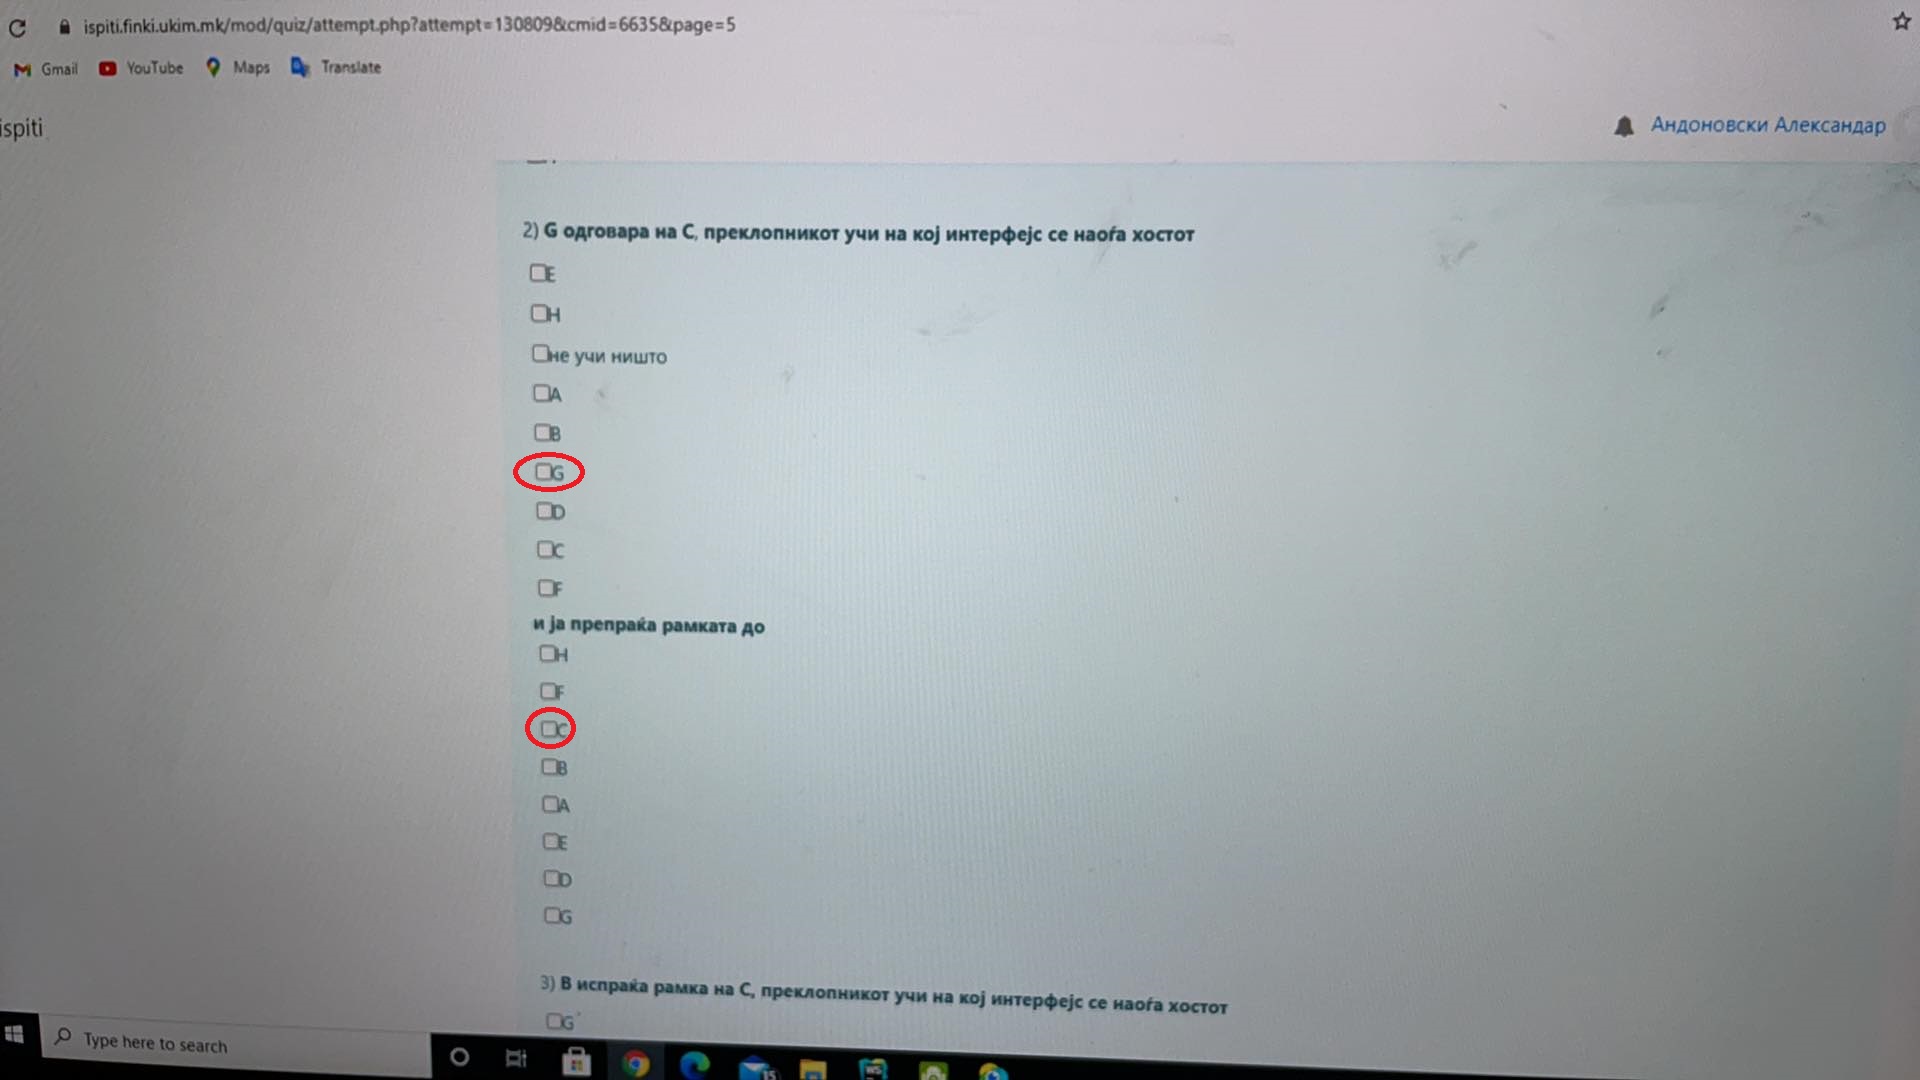 ispiti.finki.ukim.mk/mod/quiz/attempt.php?attempt=130809&cmid=6635&page=5
Gmail YouTube Maps Translate
ispiti
Андоновски Александар
2) G одговара на C, преклопникот учи на кој интерфејс се наоѓа хостот
E
H
не учи ништо
A
B
G
D
C
F
и ја препраќа рамката до
H
F
C
B
A
E
D
G
3) B испраќа рамка на C, преклопникот учи на кој интерфејс се наоѓа хостот
G
Type here to search
15
WS